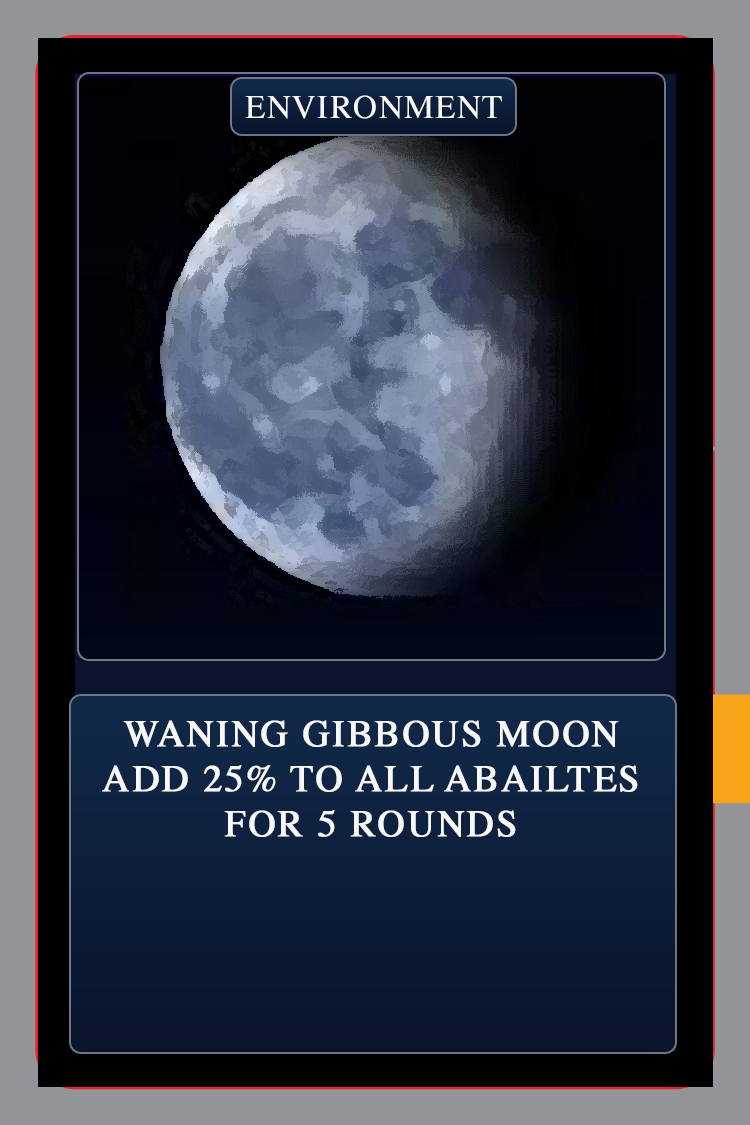 ENVIRONMENT
WANING GIBBOUS MOON
ADD 25% TO ALL ABAILTES
FOR 5 ROUNDS